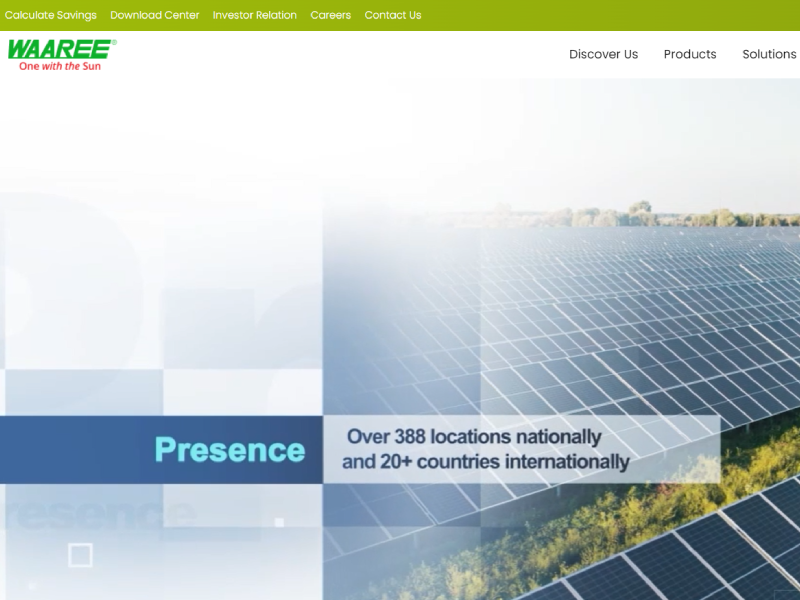 Calculate Savings Download Center Investor Relation Careers Contact Us
WAAREE®
One with the Sun
Discover Us Products Solutions
Presence
Over 388 locations nationally
and 20+ countries internationally
resence